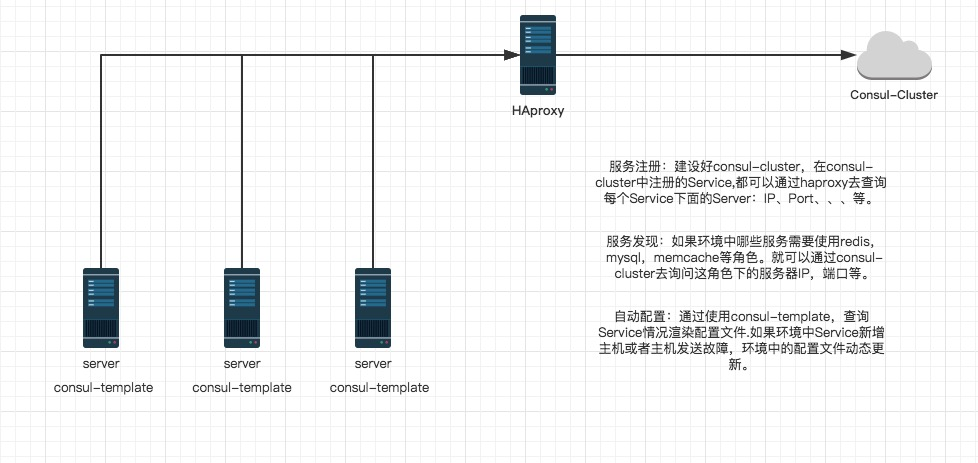 HAproxy
Consul-Cluster
服务注册：建设好consul-cluster，在consul-
cluster中注册的Service,都可以通过haproxy去查询
每个Service下面的Server：IP、Port、、、等。
服务发现：如果环境中哪些服务需要使用redis，
mysql，memcache等角色。就可以通过consul-
cluster去询问这角色下的服务器IP，端口等。
自动配置：通过使用consul-template，查询
Service情况渲染配置文件.如果环境中Service新增
主机或者主机发送故障，环境中的配置文件动态更
新。
server
consul-template
server
consul-template
server
consul-template